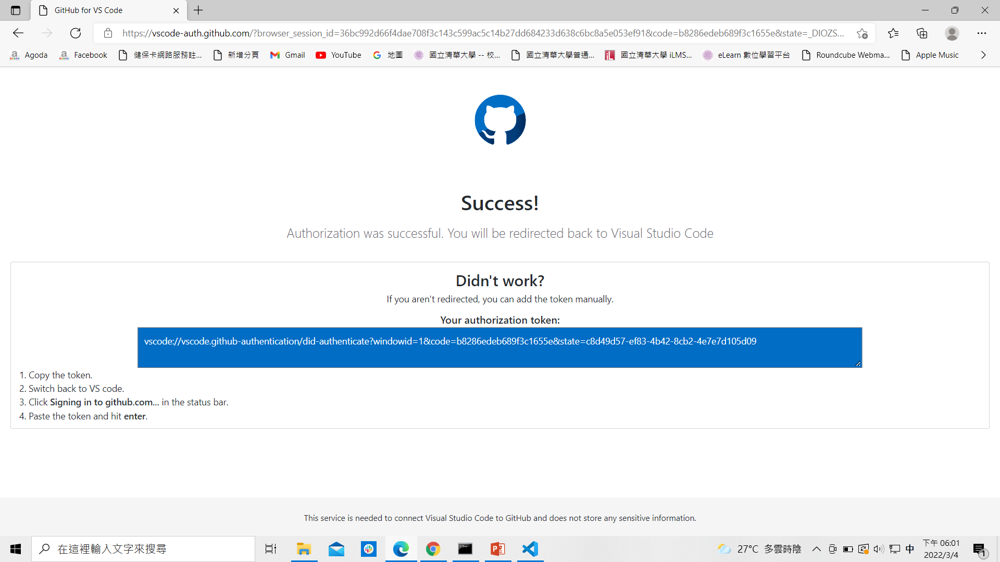 GitHub for VS Code
https://vscode-auth.github.com/?browser_session_id=36bc992d66f4dae708f3c143c599ac5c14b27dd684233d638c6bc8a5e053ef91&code=b8286edeb689f3c1655e&state=_DIOZS...
Agoda Facebook 健保卡網路服務註... 新增分頁 Gmail YouTube 地圖 國立清華大學 -- 校... 國立清華大學普通... 國立清華大學 iLMS... eLearn 數位學習平台 Roundcube Webma... Apple Music
Success!
Authorization was successful. You will be redirected back to Visual Studio Code
Didn't work?
If you aren't redirected, you can add the token manually.
Your authorization token:
vscode://vscode.github-authentication/did-authenticate?windowid=1&code=b8286edeb689f3c1655e&state=c8d49d57-ef83-4b42-8cb2-4e7e7d105d09
1. Copy the token.
2. Switch back to VS code.
3. Click Signing in to github.com... in the status bar.
4. Paste the token and hit enter.
This service is needed to connect Visual Studio Code to GitHub and does not store any sensitive information.
在這裡輸入文字來搜尋
27°C 多雲時陰
中
下午 06:01
2022/3/4
1